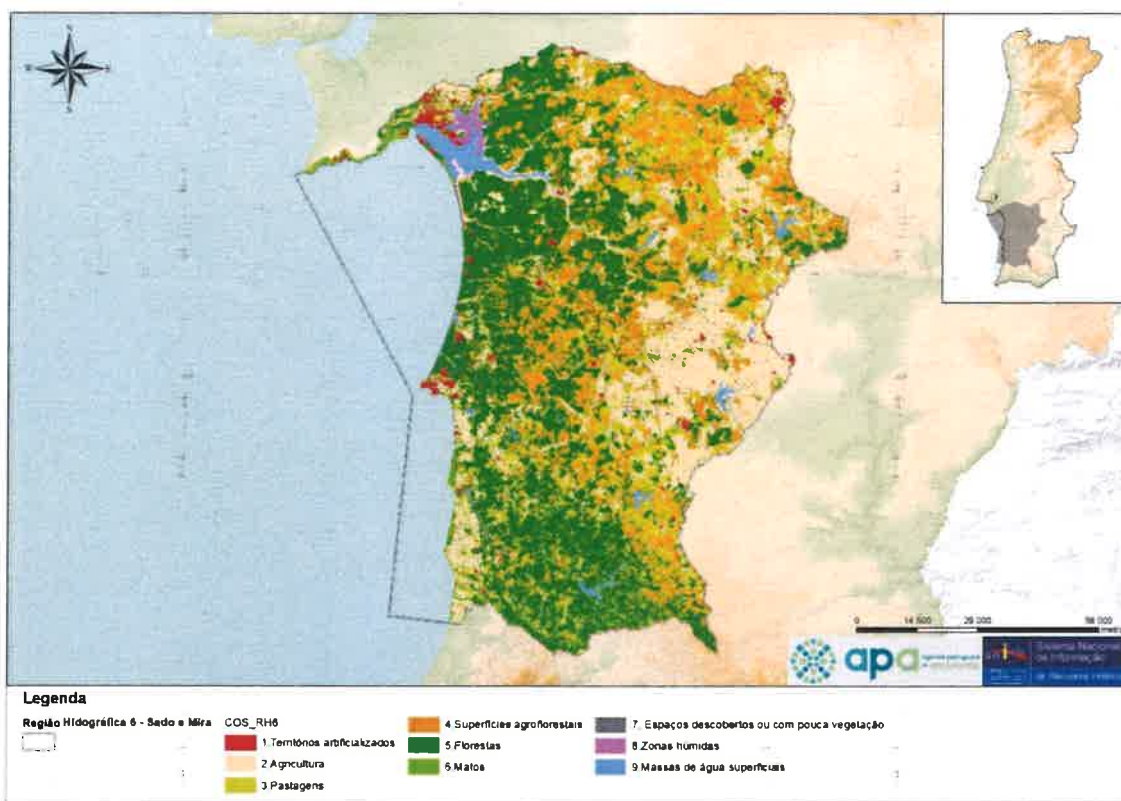 0 14 500 29 000 58 000
apa
Sistema Nacional
de Informação
de Recursos Hídricos
Legenda
Região Hidográfica 6 - Sado e Mira
COS_RH6
1.Territórios artificializados
2 Agricultura
3 Pastagens
4.Superfícies agroflorestais
5.Florestas
6.Matos
7. Espaços descobertos ou com pouca vegetação
8.Zonas húmidas
9.Massas de água superficiais